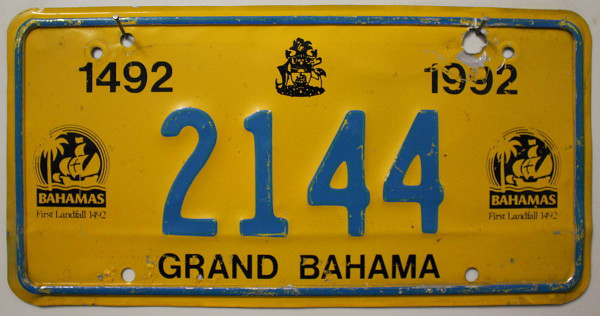 1492 1992
2144
BAHAMAS BAHAMAS
First Landfall 1492 First Landfall 1492
GRAND BAHAMA